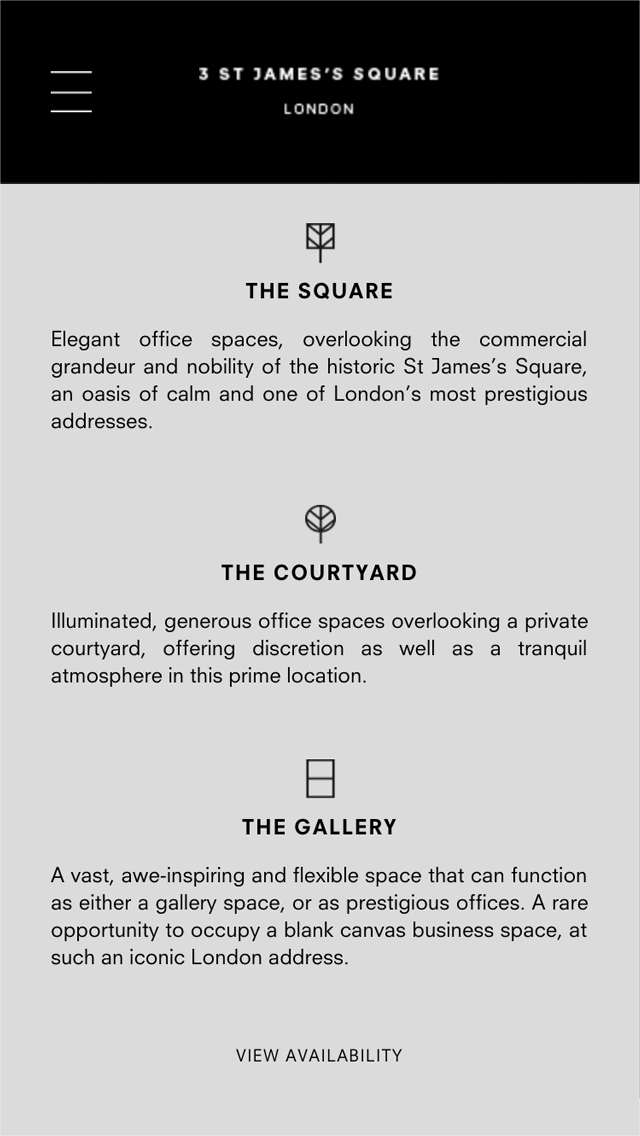 3 ST JAMES’S SQUARE
LONDON
THE SQUARE
Elegant office spaces, overlooking the commercial
grandeur and nobility of the historic St James’s Square,
an oasis of calm and one of London’s most prestigious
addresses.
THE COURTYARD
Illuminated, generous office spaces overlooking a private
courtyard, offering discretion as well as a tranquil
atmosphere in this prime location.
THE GALLERY
A vast, awe-inspiring and flexible space that can function
as either a gallery space, or as prestigious offices. A rare
opportunity to occupy a blank canvas business space, at
such an iconic London address.
VIEW AVAILABILITY